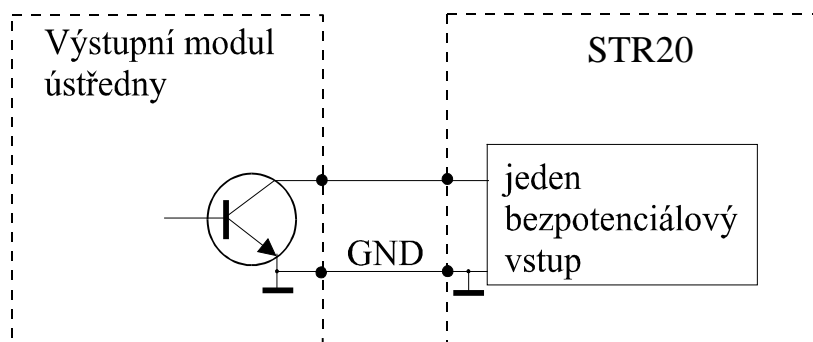 Výstupní modul
ústředny
STR20
jeden
bezpotenciálový
vstup
GND